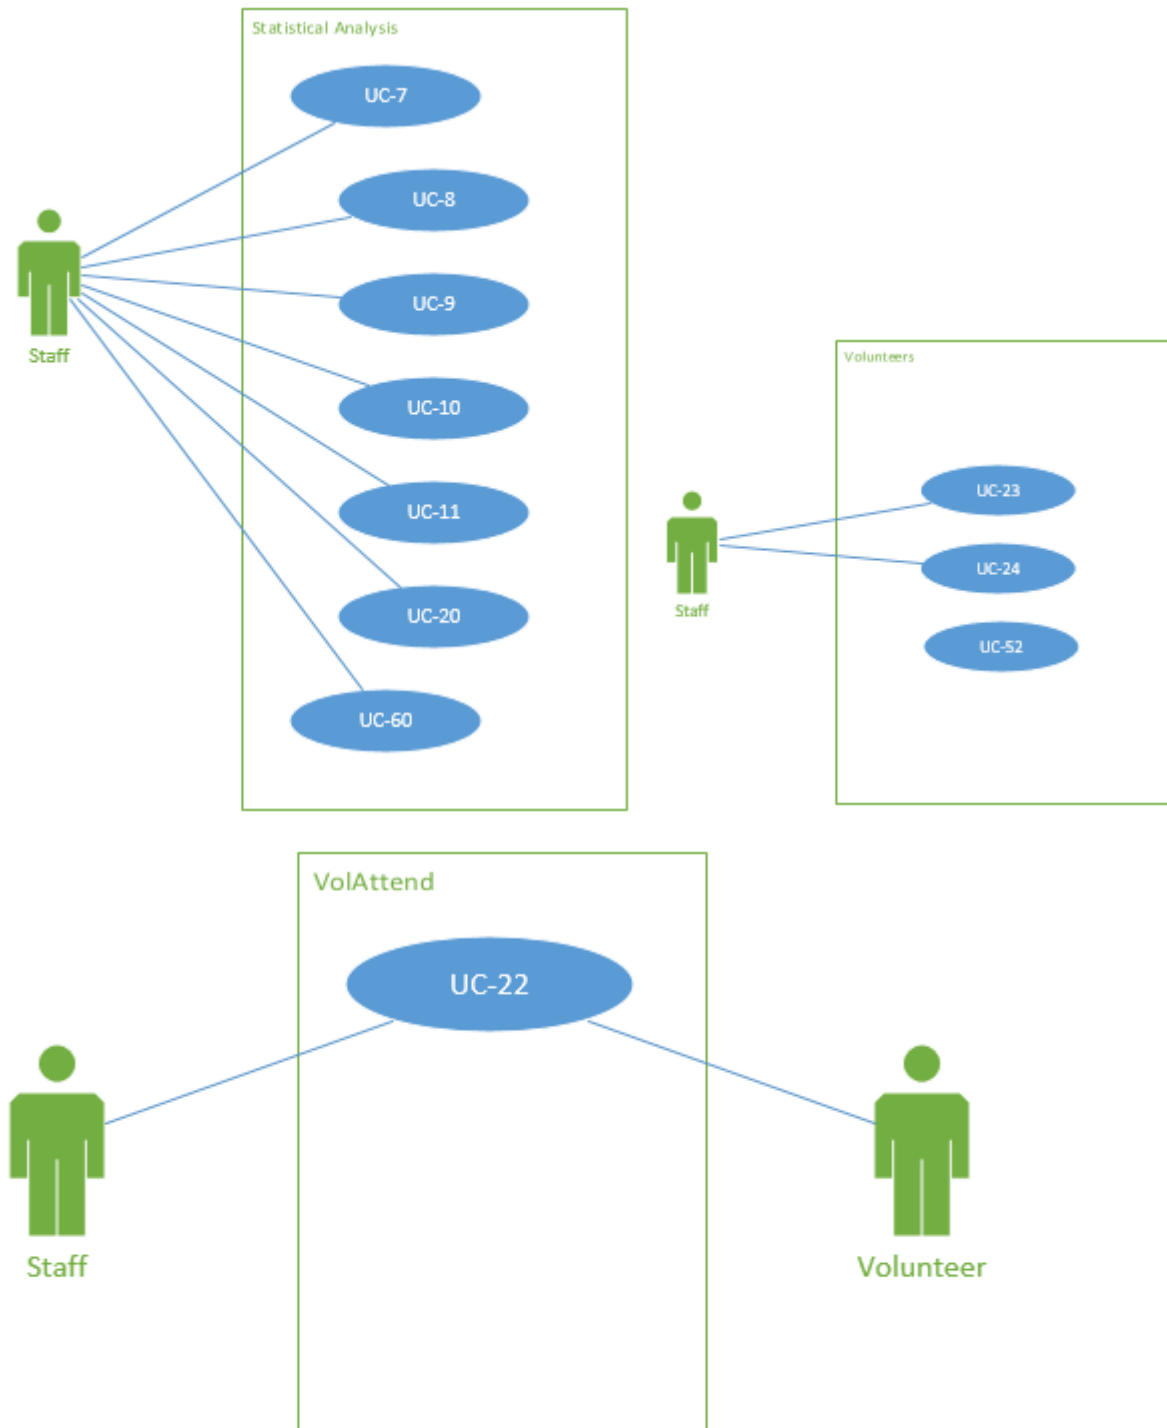 Statistical Analysis
UC-7
UC-8
UC-9
UC-10
UC-11
UC-20
UC-60
Staff
Volunteers
UC-23
UC-24
UC-52
Staff
VolAttend
UC-22
Staff
Volunteer